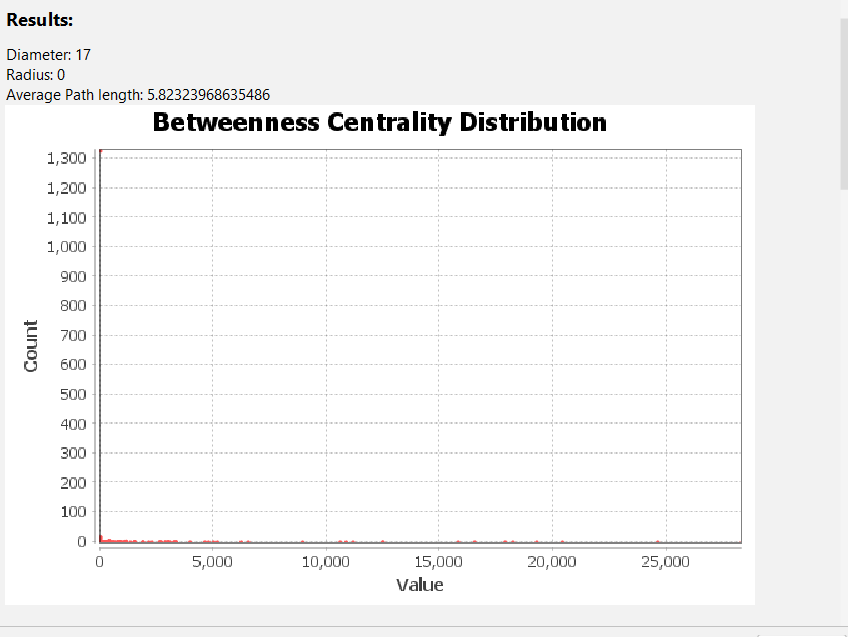 Results:
Diameter: 17
Radius: 0
Average Path length: 5.82323968635486
Betweenness Centrality Distribution
1,300
1,200
1,100
1,000
900
800
700
600
500
400
300
200
100
0
Count
0 5,000 10,000 15,000 20,000 25,000
Value